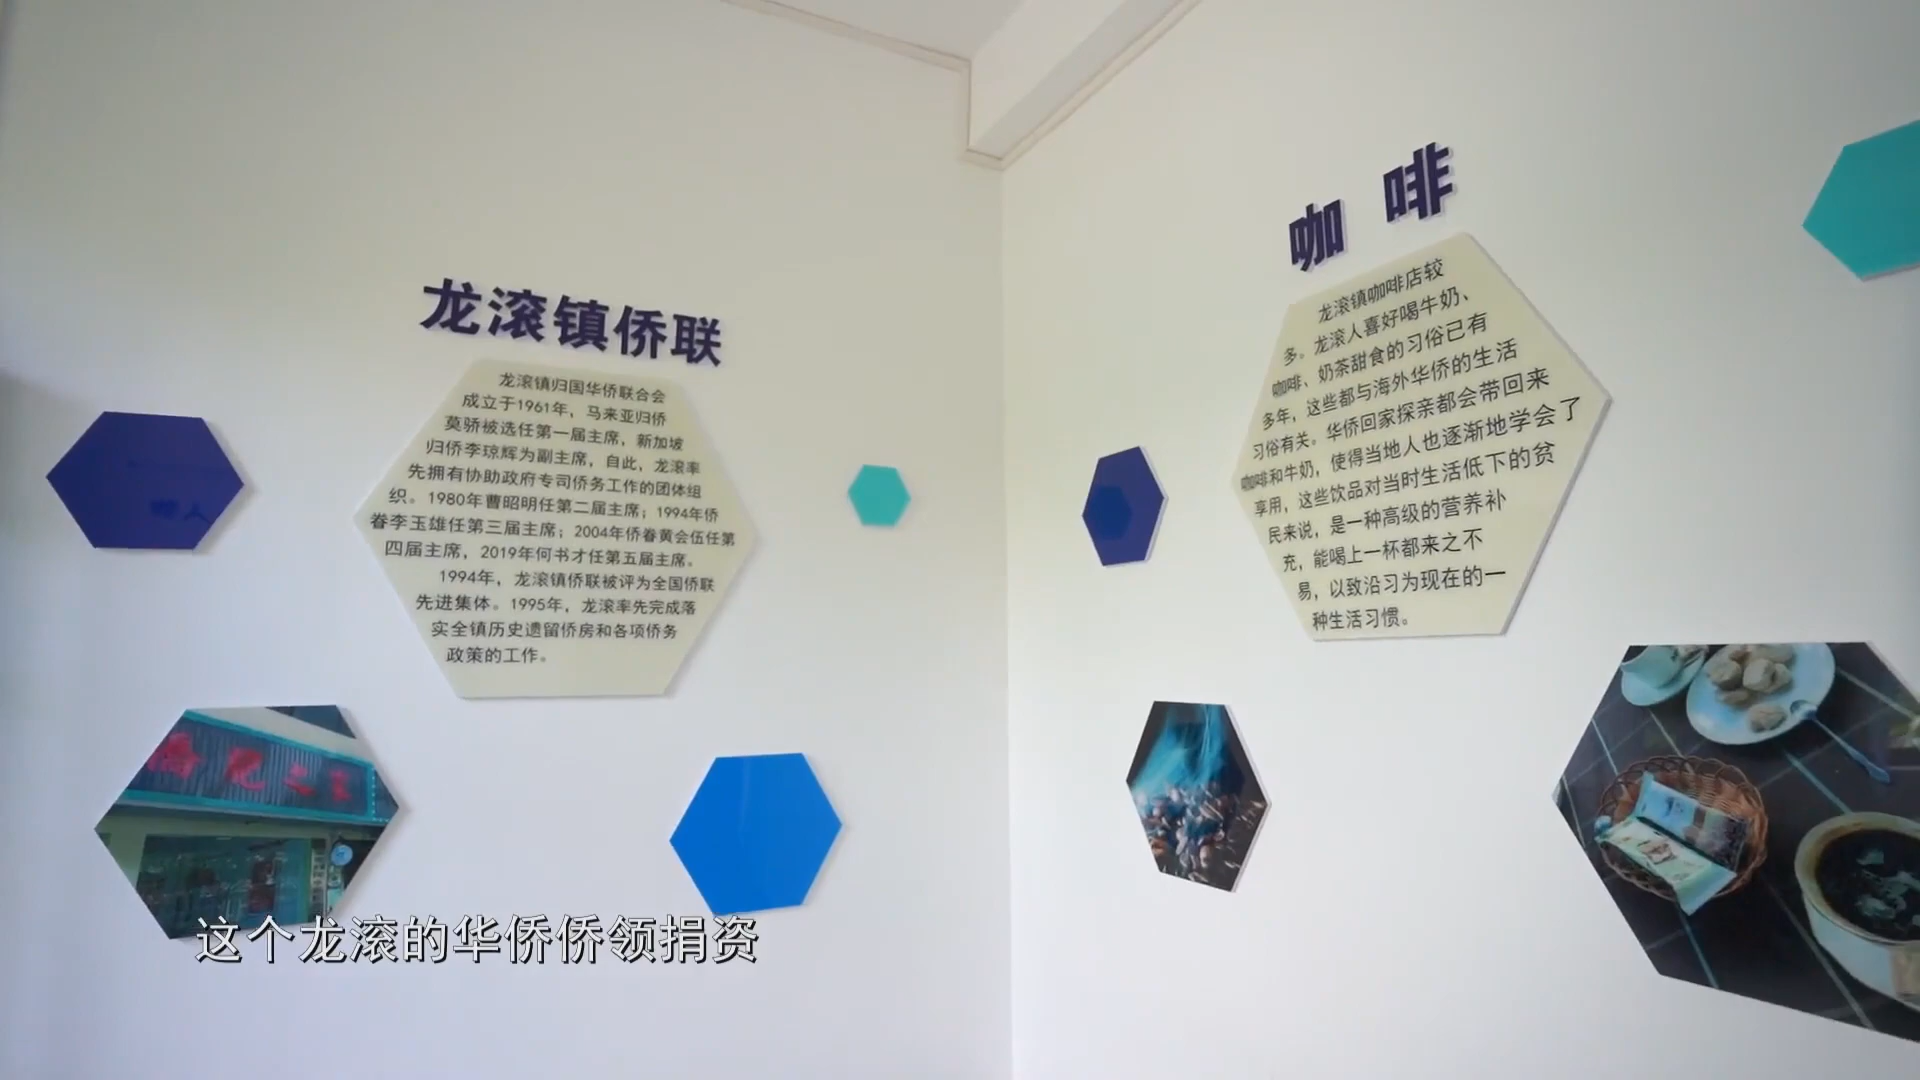 龙滚镇侨联
龙滚镇归国华侨联合会
成立于1961年，马来亚归侨
莫骄被选任第一届主席，新加坡
归侨李琼辉为副主席，自此，龙滚率
先拥有协助政府专司侨务工作的团体组
织。1980年曹昭明任第二届主席；1994年侨
眷李玉雄任第三届主席；2004年侨眷黄会伍任第
四届主席，2019年何书才任第五届主席。
1994年，龙滚镇侨联被评为全国侨联
先进集体。1995年，龙滚率先完成落
实全镇历史遗留侨房和各项侨务
政策的工作。
咖啡
龙滚镇咖啡店较
多。龙滚人喜好喝牛奶、
咖啡、奶茶甜食的习俗已有
多年，这些都与海外华侨的生活
习俗有关。华侨回家探亲都会带回来
咖啡和牛奶，使得当地人也逐渐地学会了
享用，这些饮品对当时生活低下的贫
民来说，是一种高级的营养补
充，能喝上一杯都来之不
易，以致沿习为现在的一
种生活习惯。
这个龙滚的华侨侨领捐资